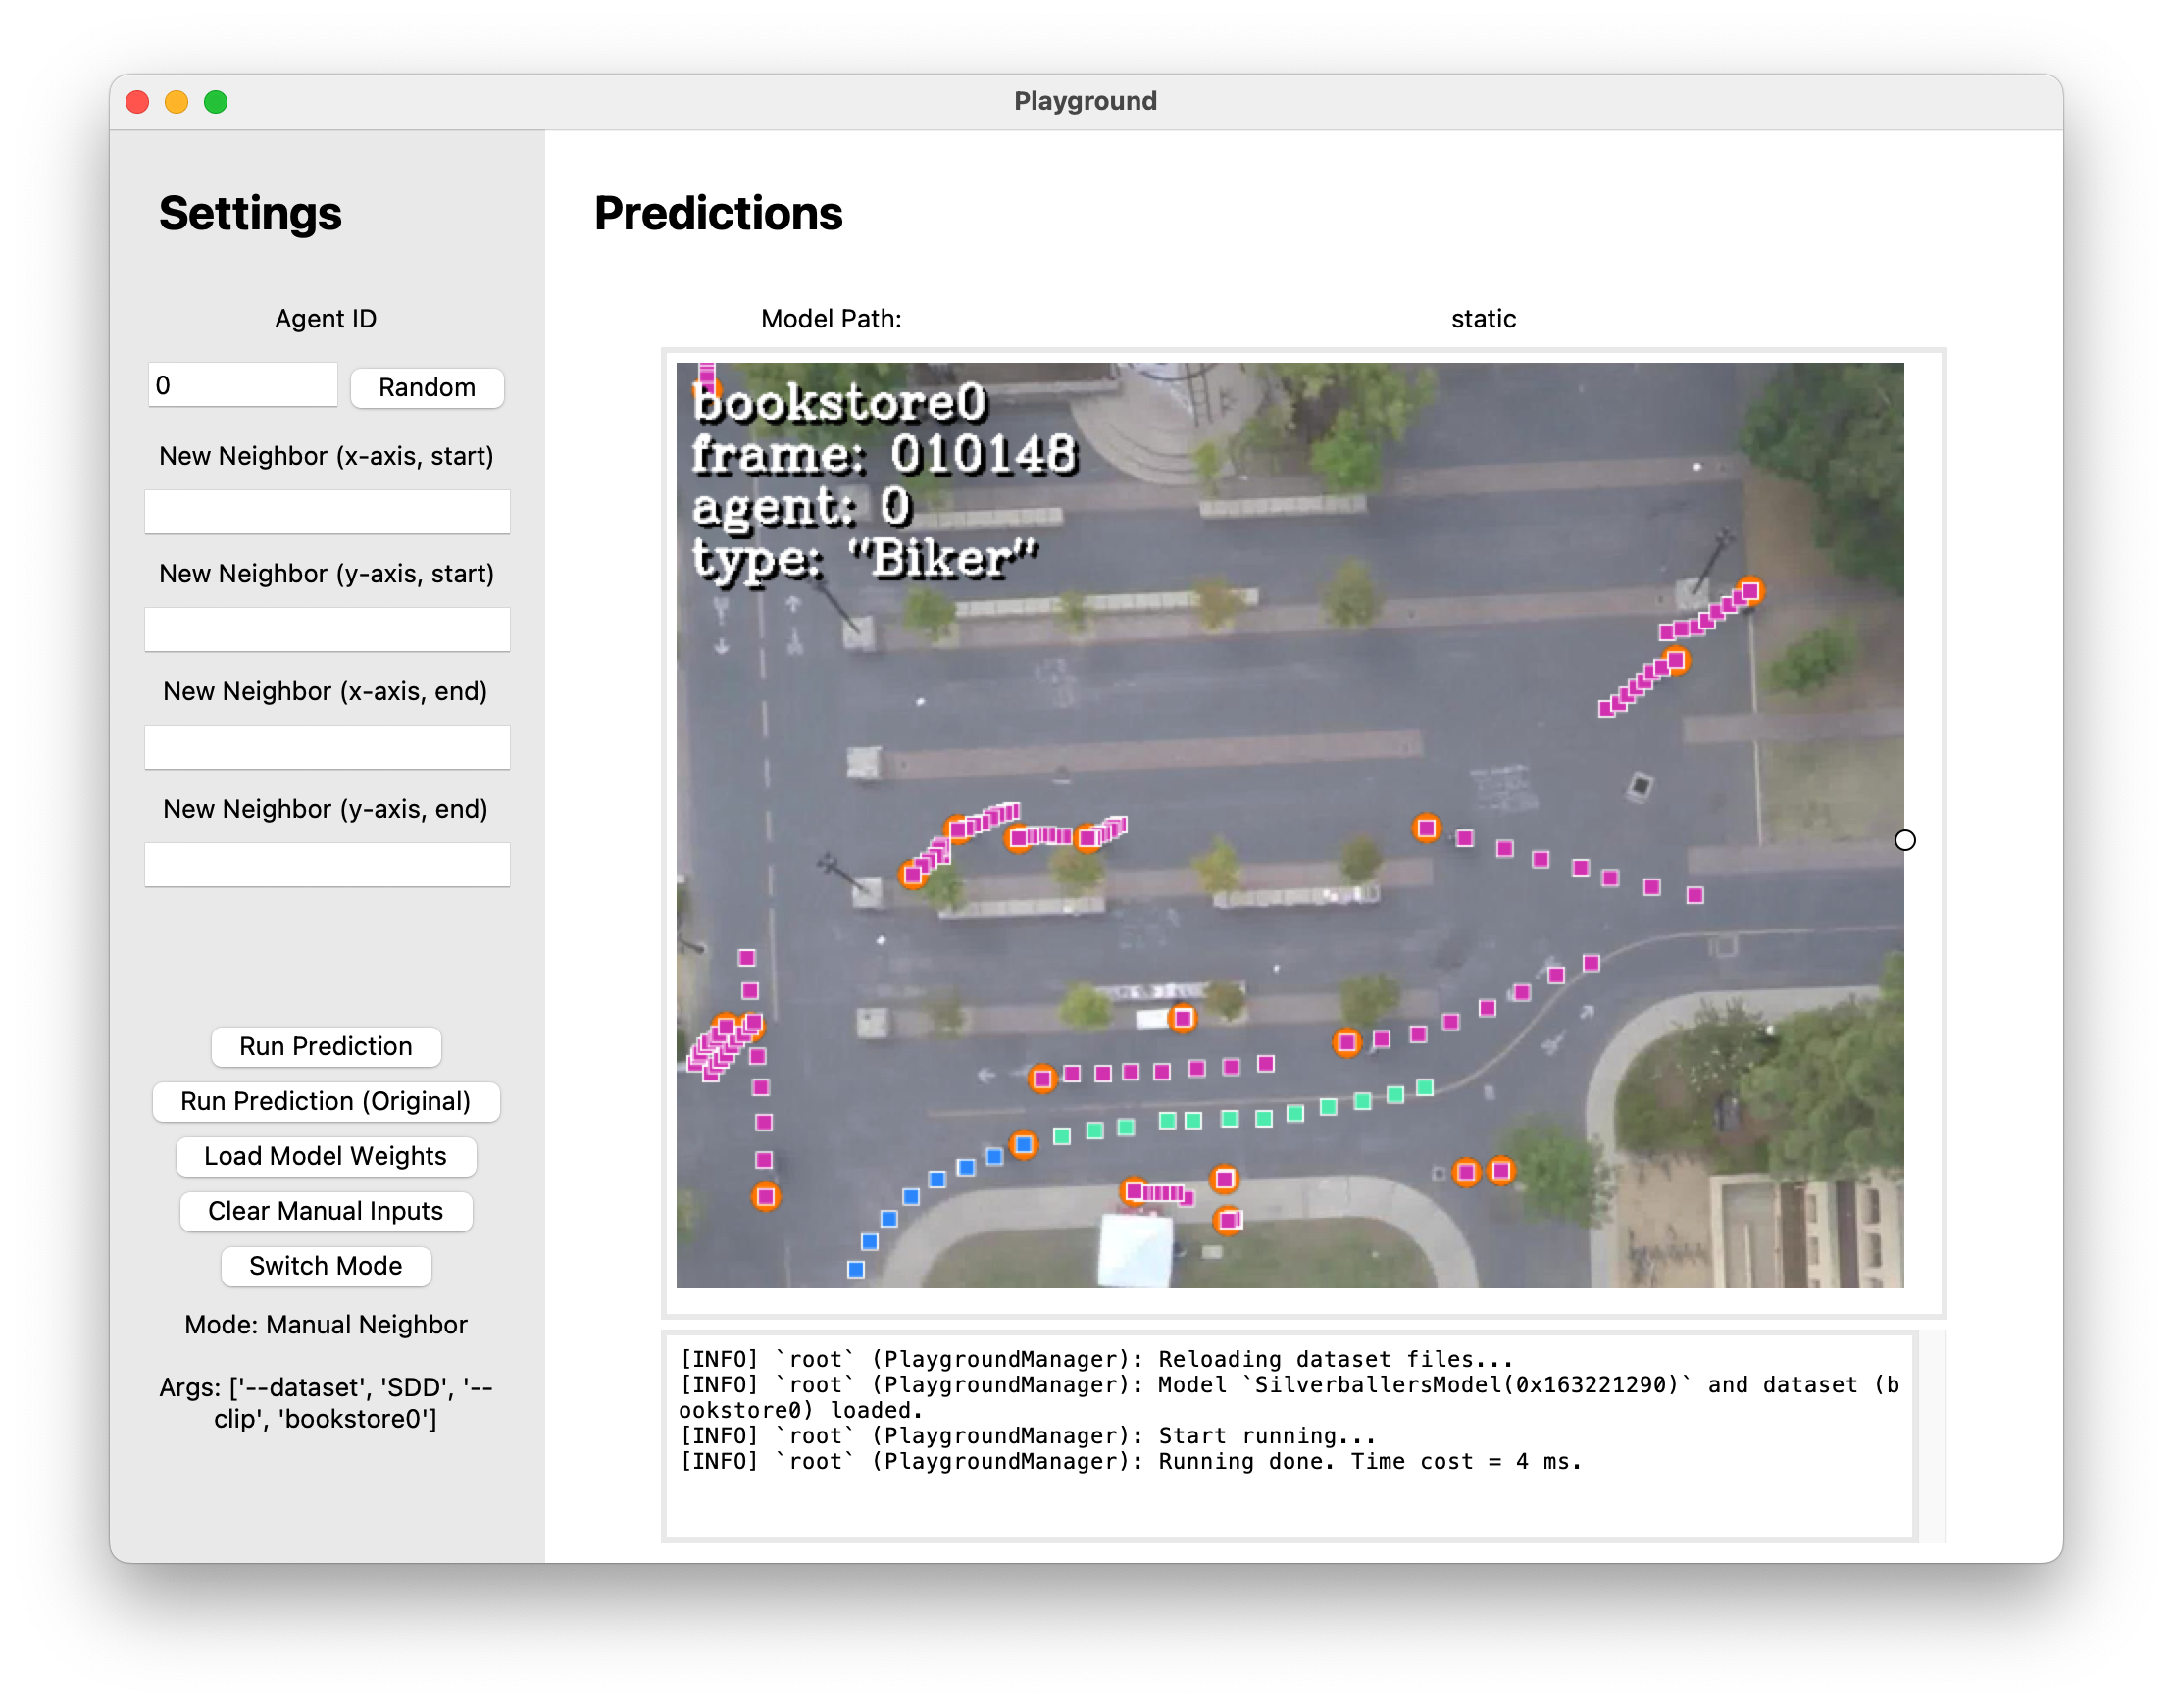 Playground
Settings
Agent ID
0
Random
New Neighbor (x-axis, start)
New Neighbor (y-axis, start)
New Neighbor (x-axis, end)
New Neighbor (y-axis, end)
Run Prediction
Run Prediction (Original)
Load Model Weights
Clear Manual Inputs
Switch Mode
Mode: Manual Neighbor
Args: ['--dataset', 'SDD', '--
clip', 'bookstore0']
Predictions
Model Path:
static
bookstore0
frame: 010148
agent: 0
type: "Biker"
[INFO] `root` (PlaygroundManager): Reloading dataset files...
[INFO] `root` (PlaygroundManager): Model `SilverballersModel(0x163221290)` and dataset (b
ookstore0) loaded.
[INFO] `root` (PlaygroundManager): Start running...
[INFO] `root` (PlaygroundManager): Running done. Time cost = 4 ms.